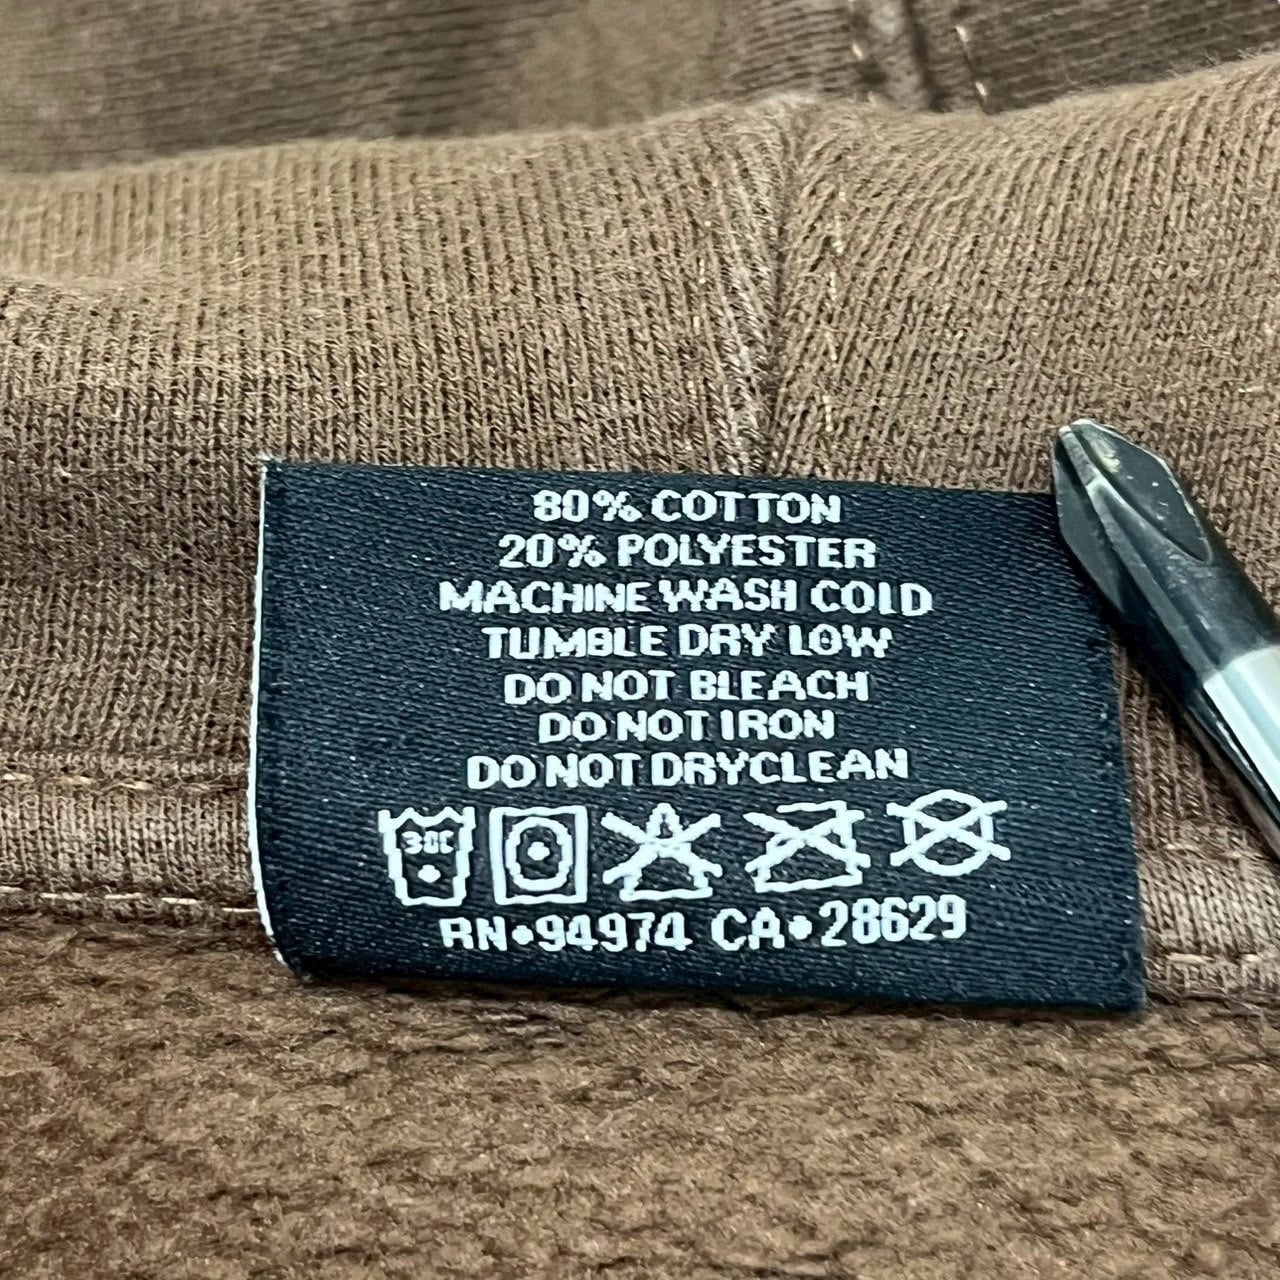 80% COTTON
20% POLYESTER
MACHINE WASH COLD
TUMBLE DRY LOW
DO NOT BLEACH
DO NOT IRON
DO NOT DRYCLEAN
30C
RN•94974 CA•28629